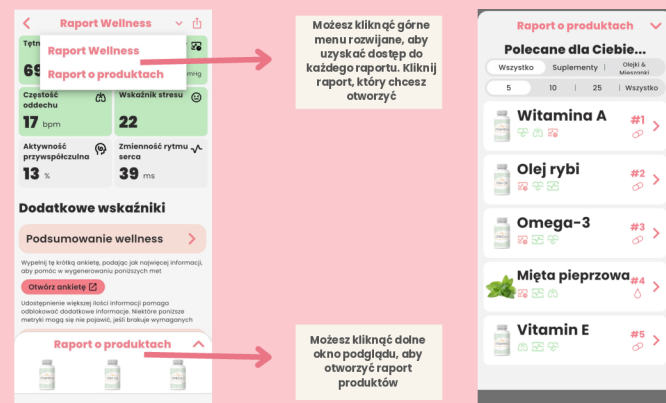 Raport Wellness
Tętn
Raport Wellness
Raport o produktach
69
mmHg
Częstość
oddechu
17 bpm
Wskaźnik stresu
22
Aktywność
przywspółczulna
13 %
Zmienność rytmu
serca
39 ms
Dodatkowe wskaźniki
Podsumowanie wellness
Wypełnij tę krótką ankietę, podając jak najwięcej informacji,
aby pomóc w wygenerowaniu poniższych met
Otwórz ankietę
Udostępnienie większej ilości informacji pomaga
odblokować dodatkowe informacje. Niektóre poniższe
metryki mogą się nie pojawić, jeśli brakuje wymaganych
Raport o produktach
Możesz kliknąć górne
menu rozwijane, aby
uzyskać dostęp do
każdego raportu. Kliknij
raport, który chcesz
otworzyć
Możesz kliknąć dolne
okno podglądu, aby
otworzyć raport
produktów
Raport o produktach
Polecane dla Ciebie...
Wszystko Suplementy | Olejki &
Mieszanki
5 10 | 25 | Wszystko
Witamina A #1
Olej rybi #2
Omega-3 #3
Mięta pieprzowa #4
Vitamin E #5